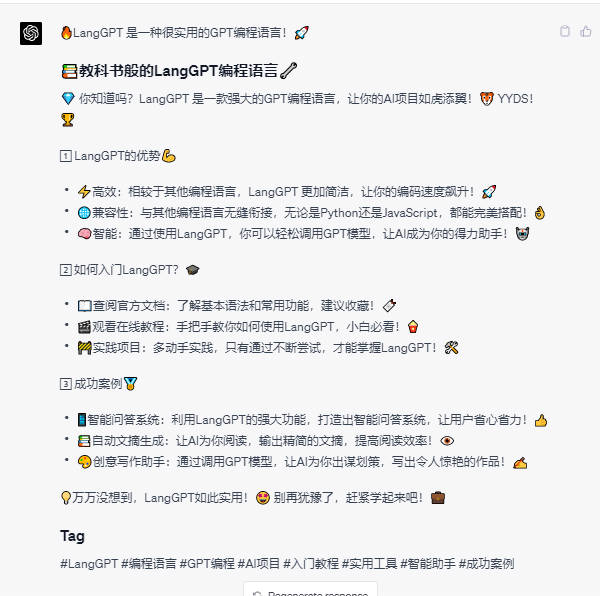 🔥LangGPT 是一种很实用的GPT编程语言！🚀
📚教科书般的LangGPT编程语言🦴
💎 你知道吗？LangGPT 是一款强大的GPT编程语言，让你的AI项目如虎添翼！🐯 YYDS！
🏆
1️⃣ LangGPT的优势💪
• ⚡高效：相较于其他编程语言，LangGPT 更加简洁，让你的编码速度飙升！🚀
• 🌐兼容性：与其他编程语言无缝衔接，无论是Python还是JavaScript，都能完美搭配！👌
• 🧠智能：通过使用LangGPT，你可以轻松调用GPT模型，让AI成为你的得力助手！🤖
2️⃣ 如何入门LangGPT？🎓
• 📖查阅官方文档：了解基本语法和常用功能，建议收藏！🔖
• 🎬观看在线教程：手把手教你如何使用LangGPT，小白必看！🍿
• 🚧实践项目：多动手实践，只有通过不断尝试，才能掌握LangGPT！🛠
3️⃣ 成功案例🏅
• 📱智能问答系统：利用LangGPT的强大功能，打造出智能问答系统，让用户省心省力！👍
• 📚自动文摘生成：让AI为你阅读，输出精简的文摘，提高阅读效率！👁
• 🎨创意写作助手：通过调用GPT模型，让AI为你出谋划策，写出令人惊艳的作品！✍
💡万万没想到，LangGPT如此实用！😍 别再犹豫了，赶紧学起来吧！💼
Tag
#LangGPT #编程语言 #GPT编程 #AI项目 #入门教程 #实用工具 #智能助手 #成功案例
Regenerate response